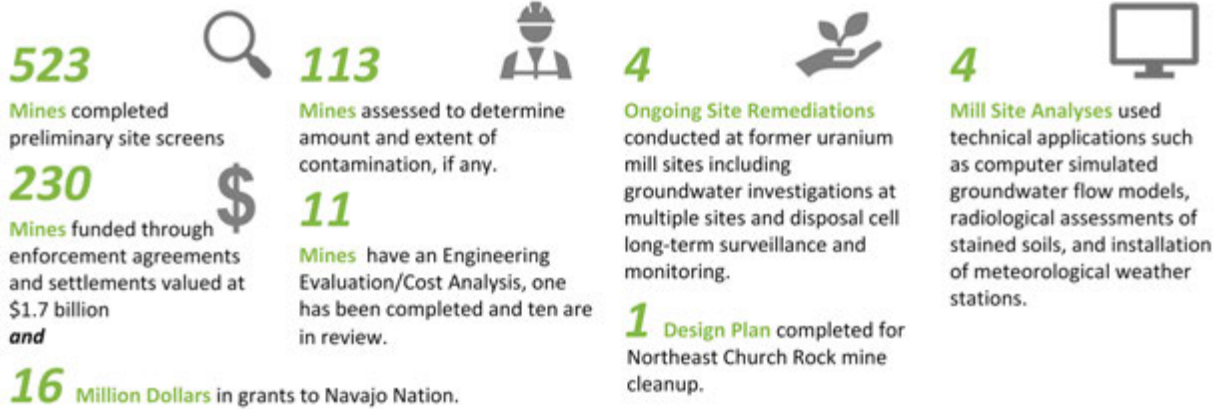 523
Mines completed
preliminary site screens
230
Mines funded through
enforcement agreements
and settlements valued at
$1.7 billion
and
16 Million Dollars in grants to Navajo Nation.
113
Mines assessed to determine
amount and extent of
contamination, if any.
11
Mines have an Engineering
Evaluation/Cost Analysis, one
has been completed and ten are
in review.
4
Ongoing Site Remediations
conducted at former uranium
mill sites including
groundwater investigations at
multiple sites and disposal cell
long-term surveillance and
monitoring.
1 Design Plan completed for
Northeast Church Rock mine
cleanup.
4
Mill Site Analyses used
technical applications such
as computer simulated
groundwater flow models,
radiological assessments of
stained soils, and installation
of meteorological weather
stations.